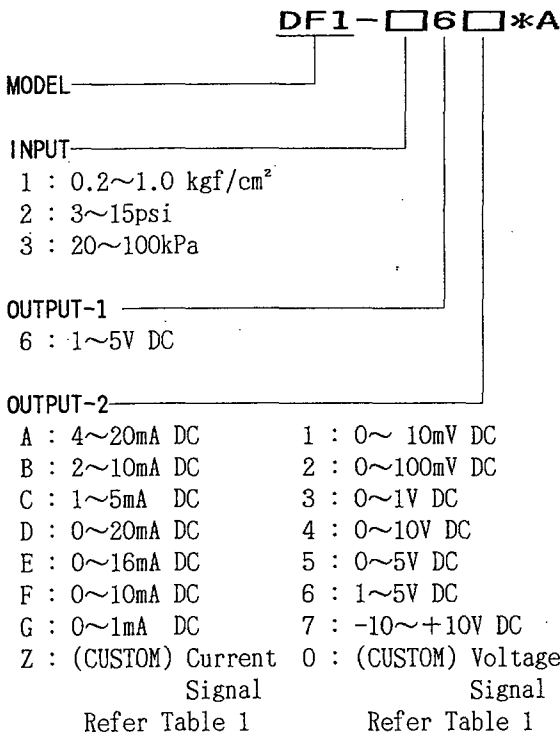 DF1-□6□*A
MODEL
INPUT
1 : 0.2~1.0 kgf/cm²
2 : 3~15psi
3 : 20~100kPa
OUTPUT-1
6 : 1~5V DC
OUTPUT-2
A : 4~20mA DC 1 : 0~ 10mV DC
B : 2~10mA DC 2 : 0~100mV DC
C : 1~5mA DC 3 : 0~1V DC
D : 0~20mA DC 4 : 0~10V DC
E : 0~16mA DC 5 : 0~5V DC
F : 0~10mA DC 6 : 1~5V DC
G : 0~1mA DC 7 : -10~+10V DC
Z : (CUSTOM) Current 0 : (CUSTOM) Voltage
Signal Signal
Refer Table 1 Refer Table 1